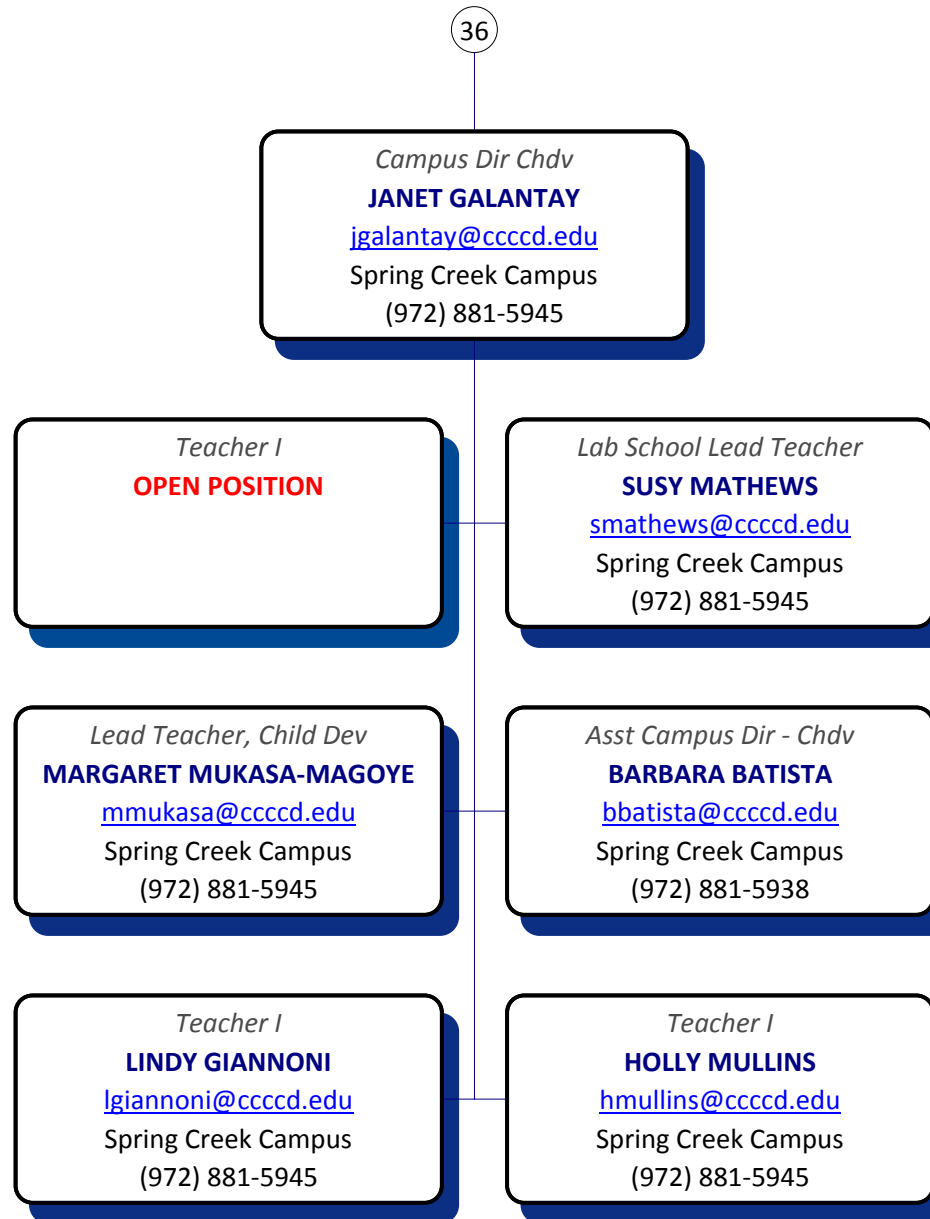 36
Campus Dir Chdv
JANET GALANTAY
jgalantay@ccccd.edu
Spring Creek Campus
(972) 881-5945
Teacher I
OPEN POSITION
Lab School Lead Teacher
SUSY MATHEWS
smathews@ccccd.edu
Spring Creek Campus
(972) 881-5945
Lead Teacher, Child Dev
MARGARET MUKASA-MAGOYE
mmukasa@ccccd.edu
Spring Creek Campus
(972) 881-5945
Asst Campus Dir - Chdv
BARBARA BATISTA
bbatista@ccccd.edu
Spring Creek Campus
(972) 881-5938
Teacher I
LINDY GIANNONI
lgiannoni@ccccd.edu
Spring Creek Campus
(972) 881-5945
Teacher I
HOLLY MULLINS
hmullins@ccccd.edu
Spring Creek Campus
(972) 881-5945